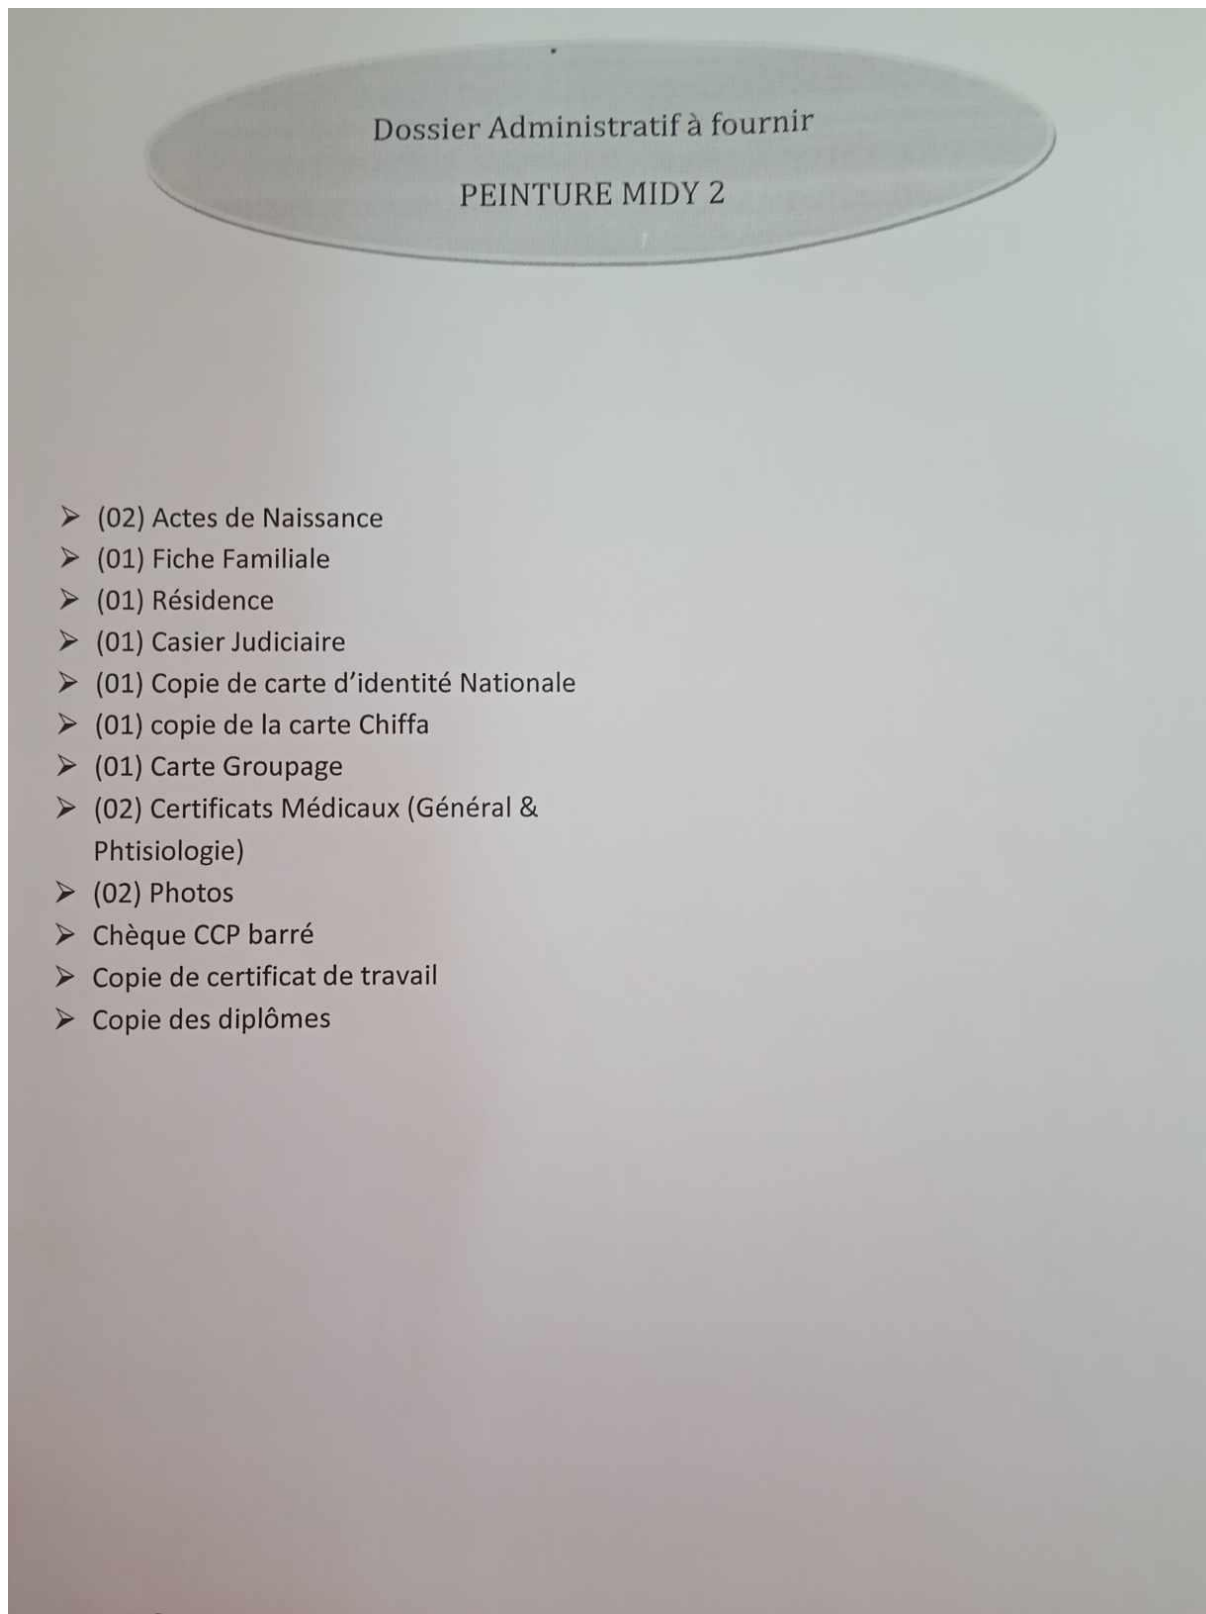 Dossier Administratif à fournir
PEINTURE MIDY 2
➢ (02) Actes de Naissance
➢ (01) Fiche Familiale
➢ (01) Résidence
➢ (01) Casier Judiciaire
➢ (01) Copie de carte d’identité Nationale
➢ (01) copie de la carte Chiffa
➢ (01) Carte Groupage
➢ (02) Certificats Médicaux (Général &
Phtisiologie)
➢ (02) Photos
➢ Chèque CCP barré
➢ Copie de certificat de travail
➢ Copie des diplômes